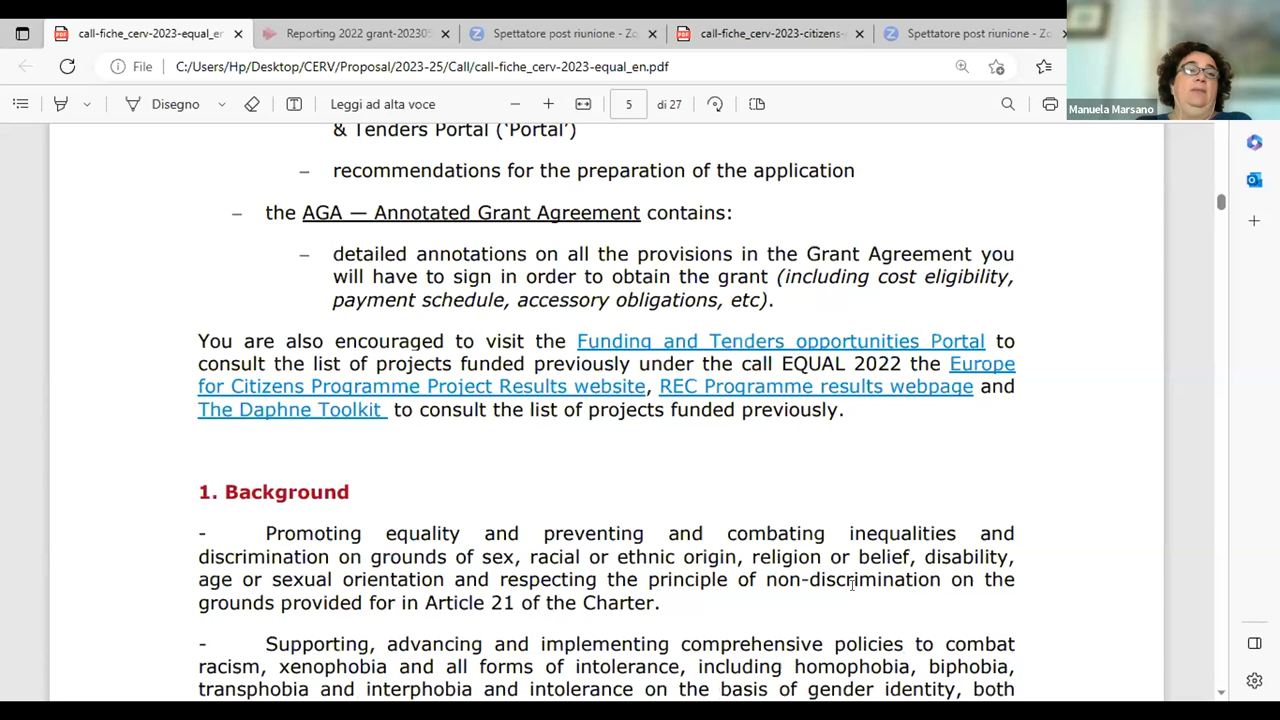 call-fiche_cerv-2023-equal_er
Reporting 2022 grant-202305
Spettatore post riunione - Zo
call-fiche_cerv-2023-citizens-
Spettatore post riunione - Zo
File
C:/Users/Hp/Desktop/CERV/Proposal/2023-25/Call/call-fiche_cerv-2023-equal_en.pdf
Manuela Marsano
Disegno
Leggi ad alta voce
5 di 27
& Tenders Portal ('Portal')
– recommendations for the preparation of the application
– the AGA — Annotated Grant Agreement contains:
– detailed annotations on all the provisions in the Grant Agreement you
will have to sign in order to obtain the grant (including cost eligibility,
payment schedule, accessory obligations, etc).
You are also encouraged to visit the Funding and Tenders opportunities Portal to
consult the list of projects funded previously under the call EQUAL 2022 the Europe
for Citizens Programme Project Results website, REC Programme results webpage and
The Daphne Toolkit to consult the list of projects funded previously.
1. Background
- Promoting equality and preventing and combating inequalities and
discrimination on grounds of sex, racial or ethnic origin, religion or belief, disability,
age or sexual orientation and respecting the principle of non-discrimination on the
grounds provided for in Article 21 of the Charter.
- Supporting, advancing and implementing comprehensive policies to combat
racism, xenophobia and all forms of intolerance, including homophobia, biphobia,
transphobia and interphobia and intolerance on the basis of gender identity, both